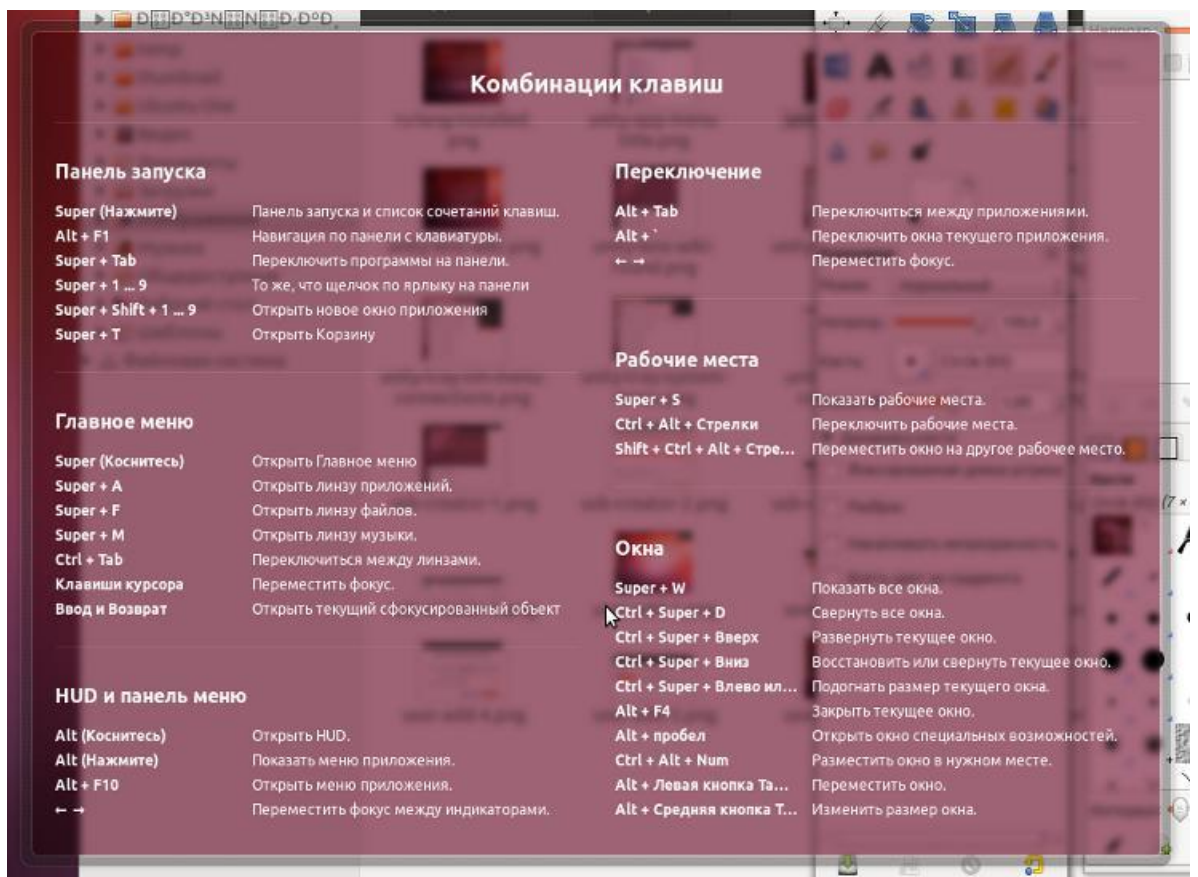 Комбинации клавиш
Панель запуска
Super (Нажмите) Панель запуска и список сочетаний клавиш.
Alt + F1 Навигация по панели с клавиатуры.
Super + Tab Переключить программы на панели.
Super + 1 ... 9 То же, что щелчок по ярлыку на панели
Super + Shift + 1 ... 9 Открыть новое окно приложения
Super + T Открыть Корзину
Главное меню
Super (Коснитесь) Открыть Главное меню
Super + A Открыть линзу приложений.
Super + F Открыть линзу файлов.
Super + M Открыть линзу музыки.
Ctrl + Tab Переключиться между линзами.
Клавиши курсора Переместить фокус.
Ввод и Возврат Открыть текущий сфокусированный объект
HUD и панель меню
Alt (Коснитесь) Открыть HUD.
Alt (Нажмите) Показать меню приложения.
Alt + F10 Открыть меню приложения.
← → Переместить фокус между индикаторами.
Переключение
Alt + Tab Переключиться между приложениями.
Alt + ` Переключить окна текущего приложения.
← → Переместить фокус.
Рабочие места
Super + S Показать рабочие места.
Ctrl + Alt + Стрелки Переключить рабочие места.
Shift + Ctrl + Alt + Стре... Переместить окно на другое рабочее место.
Окна
Super + W Показать все окна.
Ctrl + Super + D Свернуть все окна.
Ctrl + Super + Вверх Развернуть текущее окно.
Ctrl + Super + Вниз Восстановить или свернуть текущее окно.
Ctrl + Super + Влево ил... Подогнать размер текущего окна.
Alt + F4 Закрыть текущее окно.
Alt + пробел Открыть окно специальных возможностей.
Ctrl + Alt + Num Разместить окно в нужном месте.
Alt + Левая кнопка Та... Переместить окно.
Alt + Средняя кнопка Т... Изменить размер окна.